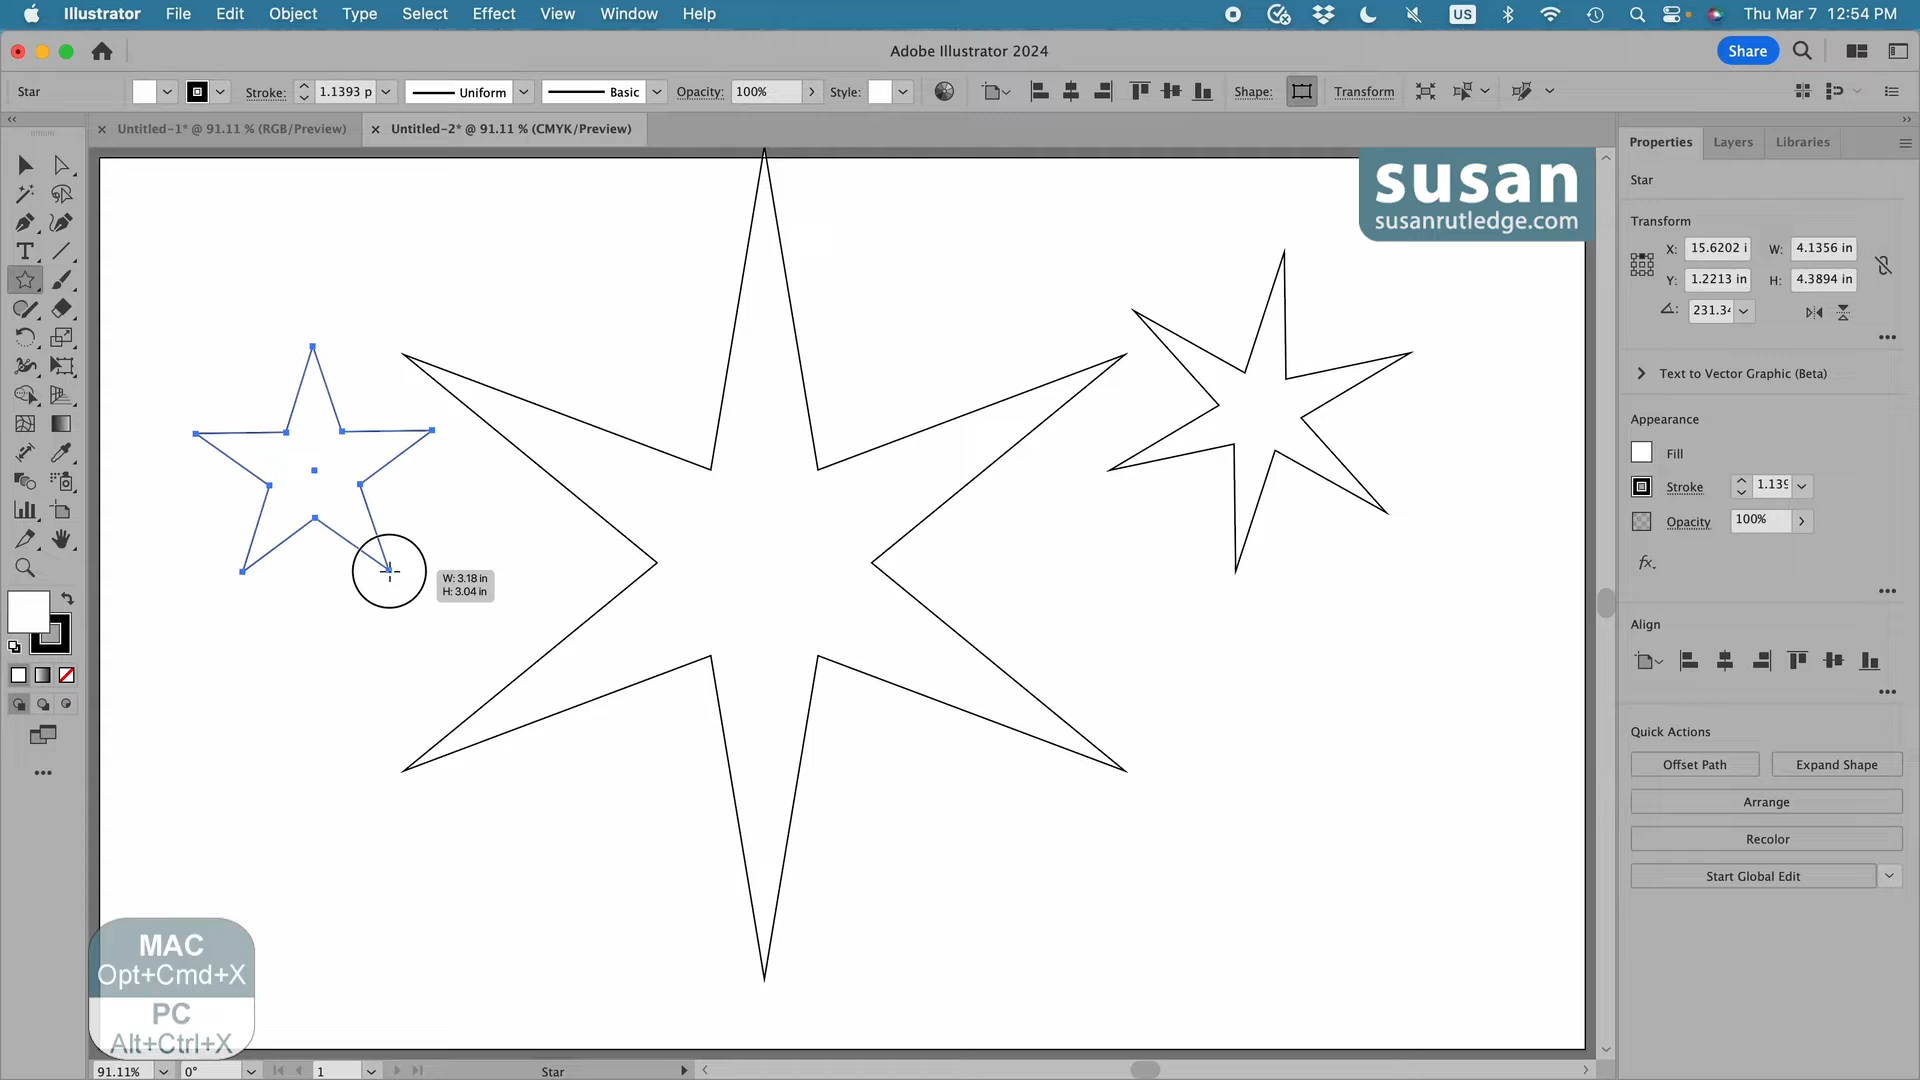 Illustrator File Edit Object Type Select Effect View Window Help US Thu Mar 7 12:54 PM
Adobe Illustrator 2024 Share
Star Stroke: 1.1393 p Uniform Basic Opacity: 100% Style: Shape: Transform
Untitled-1* @ 91.11 % (RGB/Preview) Untitled-2* @ 91.11 % (CMYK/Preview)
susan
susanrutledge.com
Properties Layers Libraries
Star
Transform
X: 15.6202 i W: 4.1356 in
Y: 1.2213 in H: 4.3894 in
231.34
Text to Vector Graphic (Beta)
Appearance
Fill
Stroke 1.139
Opacity 100%
fx
W: 3.18 in
H: 3.04 in
Align
Quick Actions
Offset Path Expand Shape
Arrange
Recolor
Start Global Edit
MAC
Opt+Cmd+X
PC
Alt+Ctrl+X
91.11% 0° 1 Star